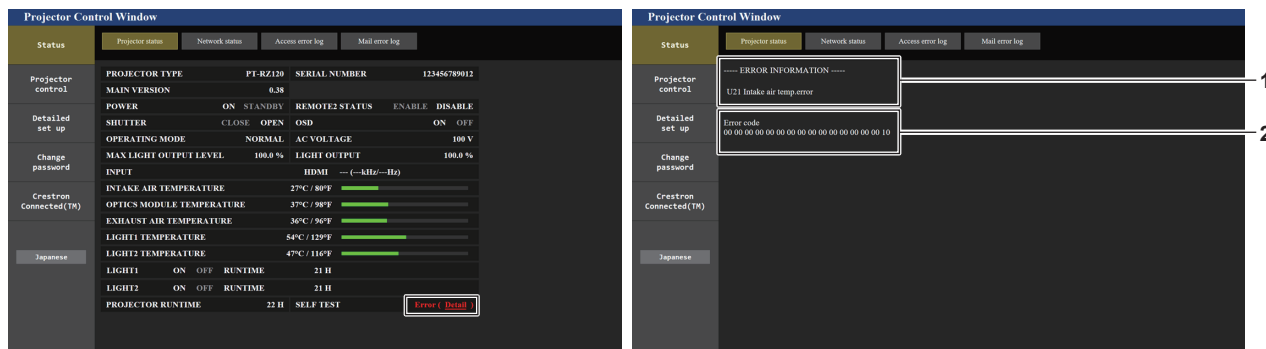 Projector Control Window
Status
Projector status
Network status
Access error log
Mail error log
Projector
control
Detailed
set up
Change
password
Crestron
Connected(TM)
Japanese
PROJECTOR TYPE PT-RZ120 SERIAL NUMBER 123456789012
MAIN VERSION 0.38
POWER ON STANDBY REMOTE2 STATUS ENABLE DISABLE
SHUTTER CLOSE OPEN OSD ON OFF
OPERATING MODE NORMAL AC VOLTAGE 100 V
MAX LIGHT OUTPUT LEVEL 100.0 % LIGHT OUTPUT 100.0 %
INPUT HDMI --- (---kHz/---Hz)
INTAKE AIR TEMPERATURE 27°C / 80°F
OPTICS MODULE TEMPERATURE 37°C / 98°F
EXHAUST AIR TEMPERATURE 36°C / 96°F
LIGHT1 TEMPERATURE 54°C / 129°F
LIGHT2 TEMPERATURE 47°C / 116°F
LIGHT1 ON OFF RUNTIME 21 H
LIGHT2 ON OFF RUNTIME 21 H
PROJECTOR RUNTIME 22 H SELF TEST Error ( Detail )
Projector Control Window
Status
Projector status
Network status
Access error log
Mail error log
Projector
control
Detailed
set up
Change
password
Crestron
Connected(TM)
Japanese
----- ERROR INFORMATION -----
U21 Intake air temp.error
Error code
00 00 00 00 00 00 00 00 00 00 00 00 00 00 00 10
1
2